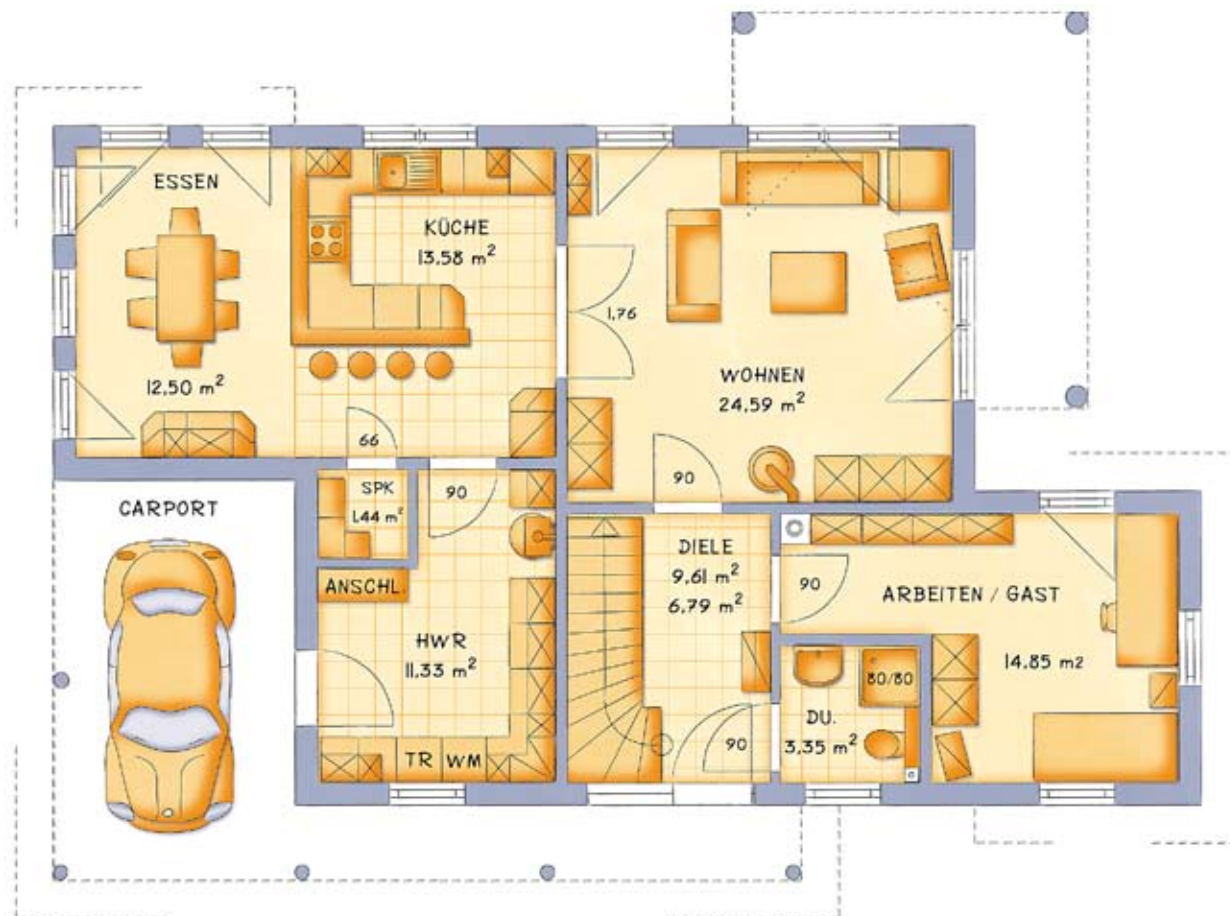 ESSEN
12,50 m²
KÜCHE
13,58 m²
1,76
WOHNEN
24,59 m²
66
90
90
SPK
1,44 m²
CARPORT
ANSCHL.
HWR
11.33 m²
TR WM
DIELE
9,61 m²
6,79 m²
90
ARBEITEN / GAST
14,85 m2
80/80
DU.
3,35 m²
90